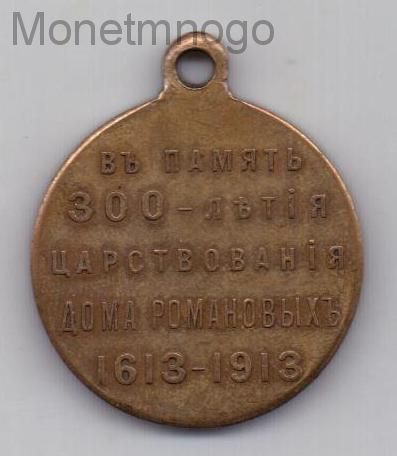 Monetmnogo
ВЪ ПАМЯТЬ
300-ЛѢТІЯ
ЦАРСТВОВАНІЯ
ДОМА РОМАНОВЫХЪ
1613-1913